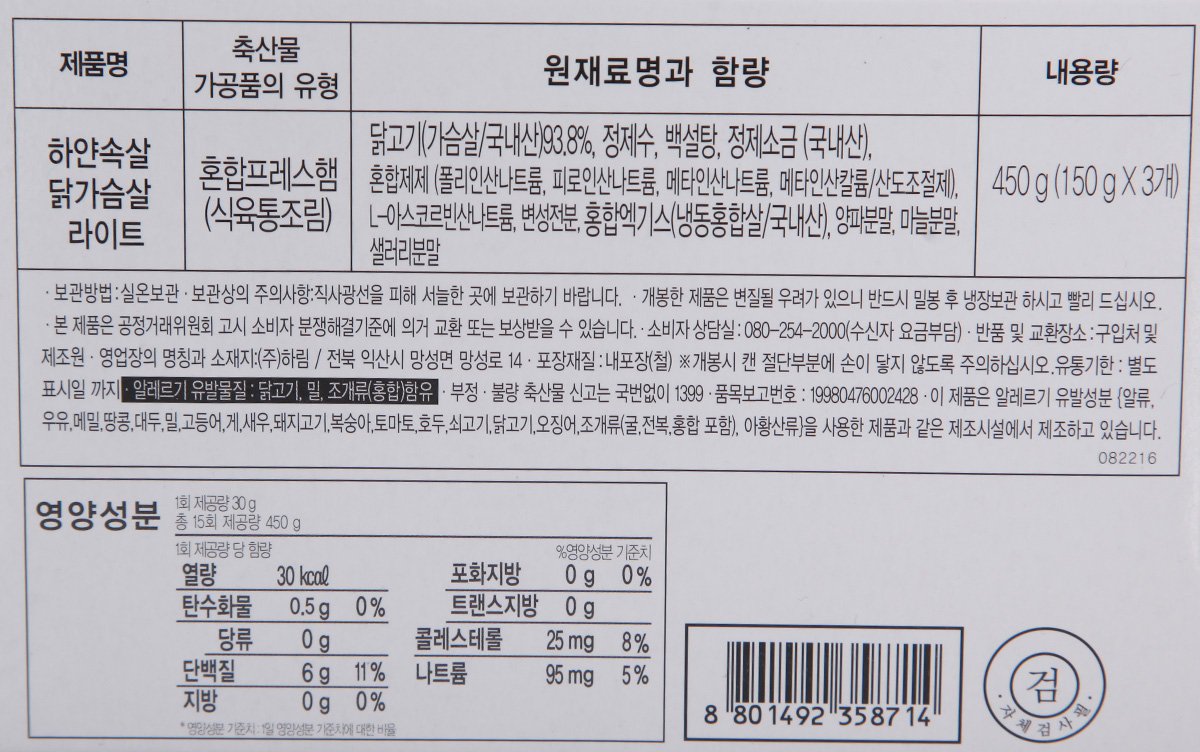 제품명
축산물
가공품의 유형
원재료명과 함량
내용량
하얀속살
닭가슴살
라이트
혼합프레스햄
(식육통조림)
닭고기(가슴살/국내산)93.8%, 정제수, 백설탕, 정제소금 (국내산),
혼합제제 (폴리인산나트륨, 피로인산나트륨, 메타인산나트륨, 메타인산칼륨/산도조절제),
L-아스코르빈산나트륨, 변성전분, 홍합엑기스(냉동홍합살/국내산), 양파분말, 마늘분말,
샐러리분말
450 g (150 g X 3개)
· 보관방법:실온보관 · 보관상의 주의사항:직사광선을 피해 서늘한 곳에 보관하기 바랍니다. · 개봉한 제품은 변질될 우려가 있으니 반드시 밀봉 후 냉장보관 하시고 빨리 드십시오.
· 본 제품은 공정거래위원회 고시 소비자 분쟁해결기준에 의거 교환 또는 보상받을 수 있습니다. · 소비자 상담실 : 080-254-2000(수신자 요금부담) · 반품 및 교환장소 : 구입처 및
제조원 · 영업장의 명칭과 소재지:(주)하림 / 전북 익산시 망성면 망성로 14 · 포장재질 : 내포장(철) ※개봉시 캔 절단부분에 손이 닿지 않도록 주의하십시오. 유통기한 : 별도
표시일 까지 · 알레르기 유발물질 : 닭고기, 밀, 조개류(홍합)함유 · 부정 · 불량 축산물 신고는 국번없이 1399 · 품목보고번호 : 19980476002428 · 이 제품은 알레르기 유발성분 {알류,
우유,메밀,땅콩,대두,밀,고등어,게,새우,돼지고기,복숭아,토마토,호두,쇠고기,닭고기,오징어,조개류(굴,전복,홍합 포함), 아황산류}을 사용한 제품과 같은 제조시설에서 제조하고 있습니다.
082216
영양성분
1회 제공량 30 g
총 15회 제공량 450 g
1회 제공량 당 함량
%영양성분 기준치
열량 30 kcal
탄수화물 0.5 g 0%
당류 0 g
단백질 6 g 11%
지방 0 g 0%
포화지방 0 g 0%
트랜스지방 0 g
콜레스테롤 25 mg 8%
나트륨 95 mg 5%
* 영양성분 기준치 : 1일 영양성분 기준치에 대한 비율
8 801492 358714
검
· 자체검사필 ·